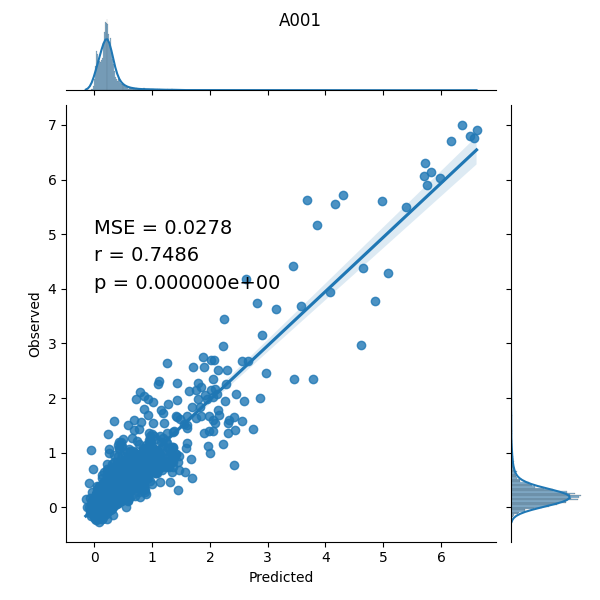 A001
7
6
5
4
3
2
1
0
MSE = 0.0278
r = 0.7486
p = 0.000000e+00
Observed
0 1 2 3 4 5 6
Predicted